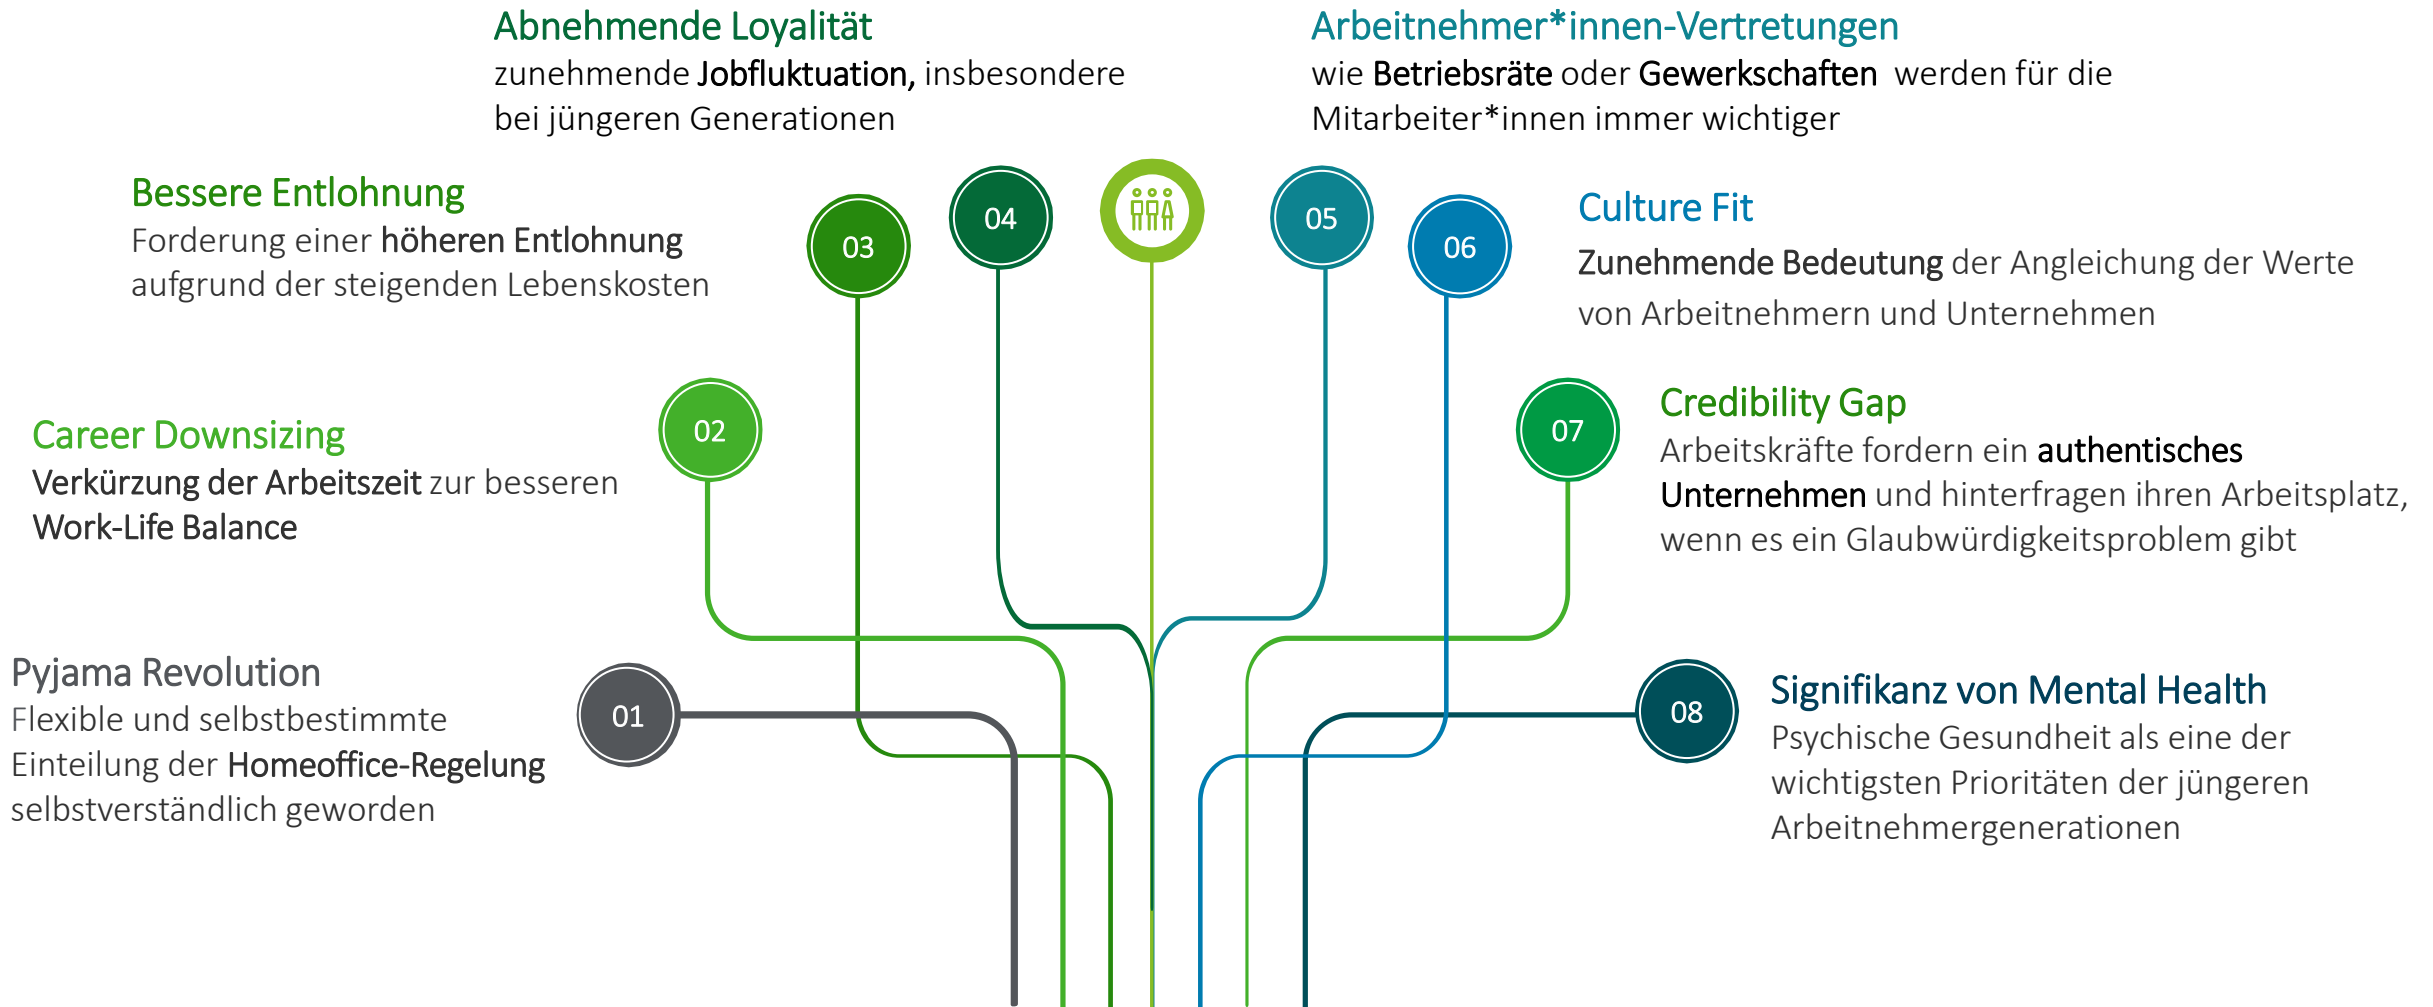 Abnehmende Loyalität
zunehmende Jobfluktuation, insbesondere
bei jüngeren Generationen
Arbeitnehmer*innen-Vertretungen
wie Betriebsräte oder Gewerkschaften werden für die
Mitarbeiter*innen immer wichtiger
Bessere Entlohnung
Forderung einer höheren Entlohnung
aufgrund der steigenden Lebenskosten
03
04
05
06
Culture Fit
Zunehmende Bedeutung der Angleichung der Werte
von Arbeitnehmern und Unternehmen
Career Downsizing
Verkürzung der Arbeitszeit zur besseren
Work-Life Balance
02
07
Credibility Gap
Arbeitskräfte fordern ein authentisches
Unternehmen und hinterfragen ihren Arbeitsplatz,
wenn es ein Glaubwürdigkeitsproblem gibt
Pyjama Revolution
Flexible und selbstbestimmte
Einteilung der Homeoffice-Regelung
selbstverständlich geworden
01
08
Signifikanz von Mental Health
Psychische Gesundheit als eine der
wichtigsten Prioritäten der jüngeren
Arbeitnehmergenerationen